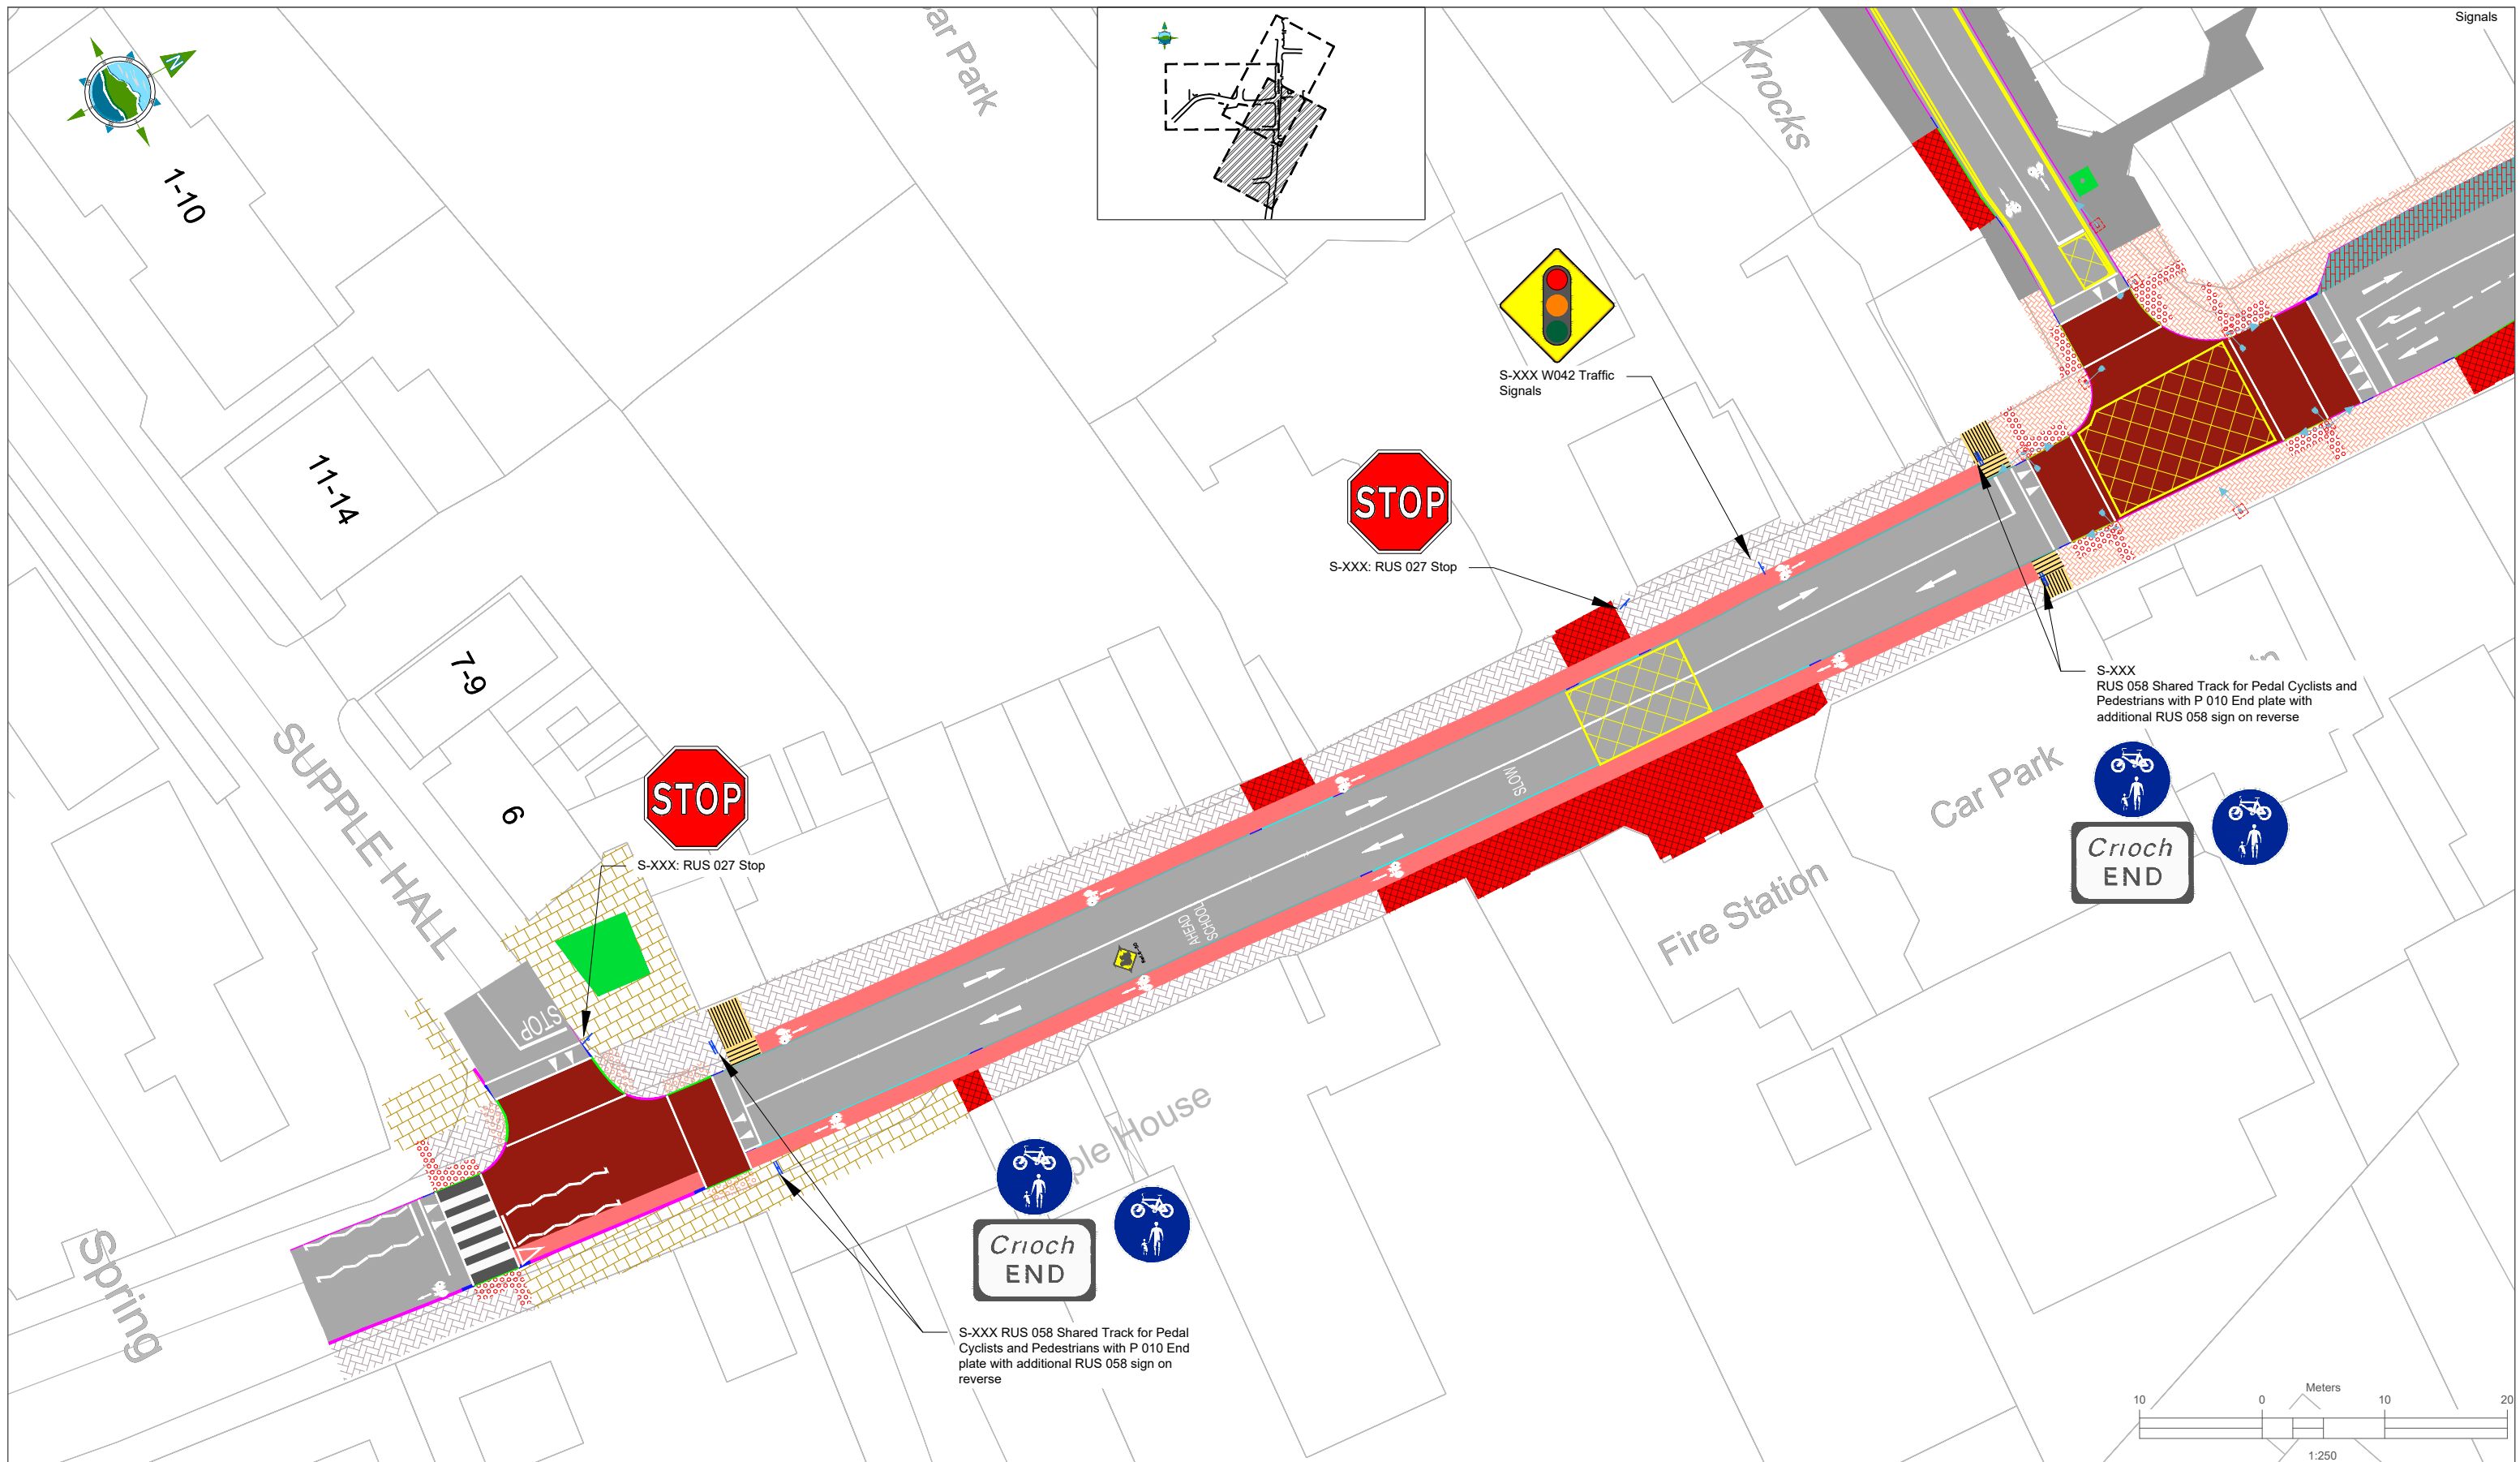 Signals
N
Car Park
Knocks
1-10
S-XXX W042 Traffic
Signals
11-14
STOP
S-XXX: RUS 027 Stop
7-9
S-XXX
RUS 058 Shared Track for Pedal Cyclists and
Pedestrians with P 010 End plate with
additional RUS 058 sign on reverse
SUPPLE HALL
STOP
S-XXX: RUS 027 Stop
6
SLOW
Car Park
Crıoch
END
Fire Station
SCHOOL
AHEAD
STOP
ple House
Crıoch
END
Spring
S-XXX RUS 058 Shared Track for Pedal
Cyclists and Pedestrians with P 010 End
plate with additional RUS 058 sign on
reverse
Meters
10 0 10 20
1:250